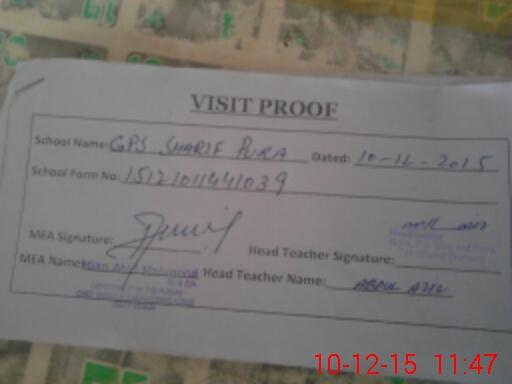 VISIT PROOF
School Name: GPS SHARIF PURA Dated: 10-12-2015
School Form No: 15121011441039
MEA Signature: Head Teacher Signature:
MEA Name: Head Teacher Name: ABDUL AZIZ
10-12-15 11:47